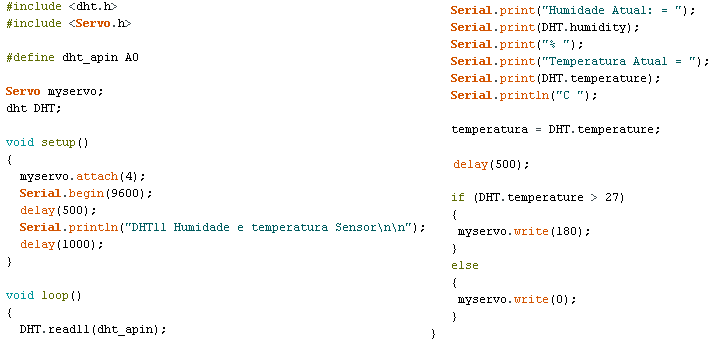 #include <dht.h>
#include <Servo.h>
#define dht_apin A0
Servo myservo;
dht DHT;
void setup()
{
  myservo.attach(4);
  Serial.begin(9600);
  delay(500);
  Serial.println("DHT11 Humidade e temperatura Sensor\n\n");
  delay(1000);
}
void loop()
{
  DHT.read11(dht_apin);
  Serial.print("Humidade Atual: = ");
  Serial.print(DHT.humidity);
  Serial.print("% ");
  Serial.print("Temperatura Atual = ");
  Serial.print(DHT.temperature);
  Serial.println("C ");
  temperatura = DHT.temperature;
  delay(500);
  if (DHT.temperature > 27)
  {
   myservo.write(180);
  }
  else
  {
   myservo.write(0);
  }
}